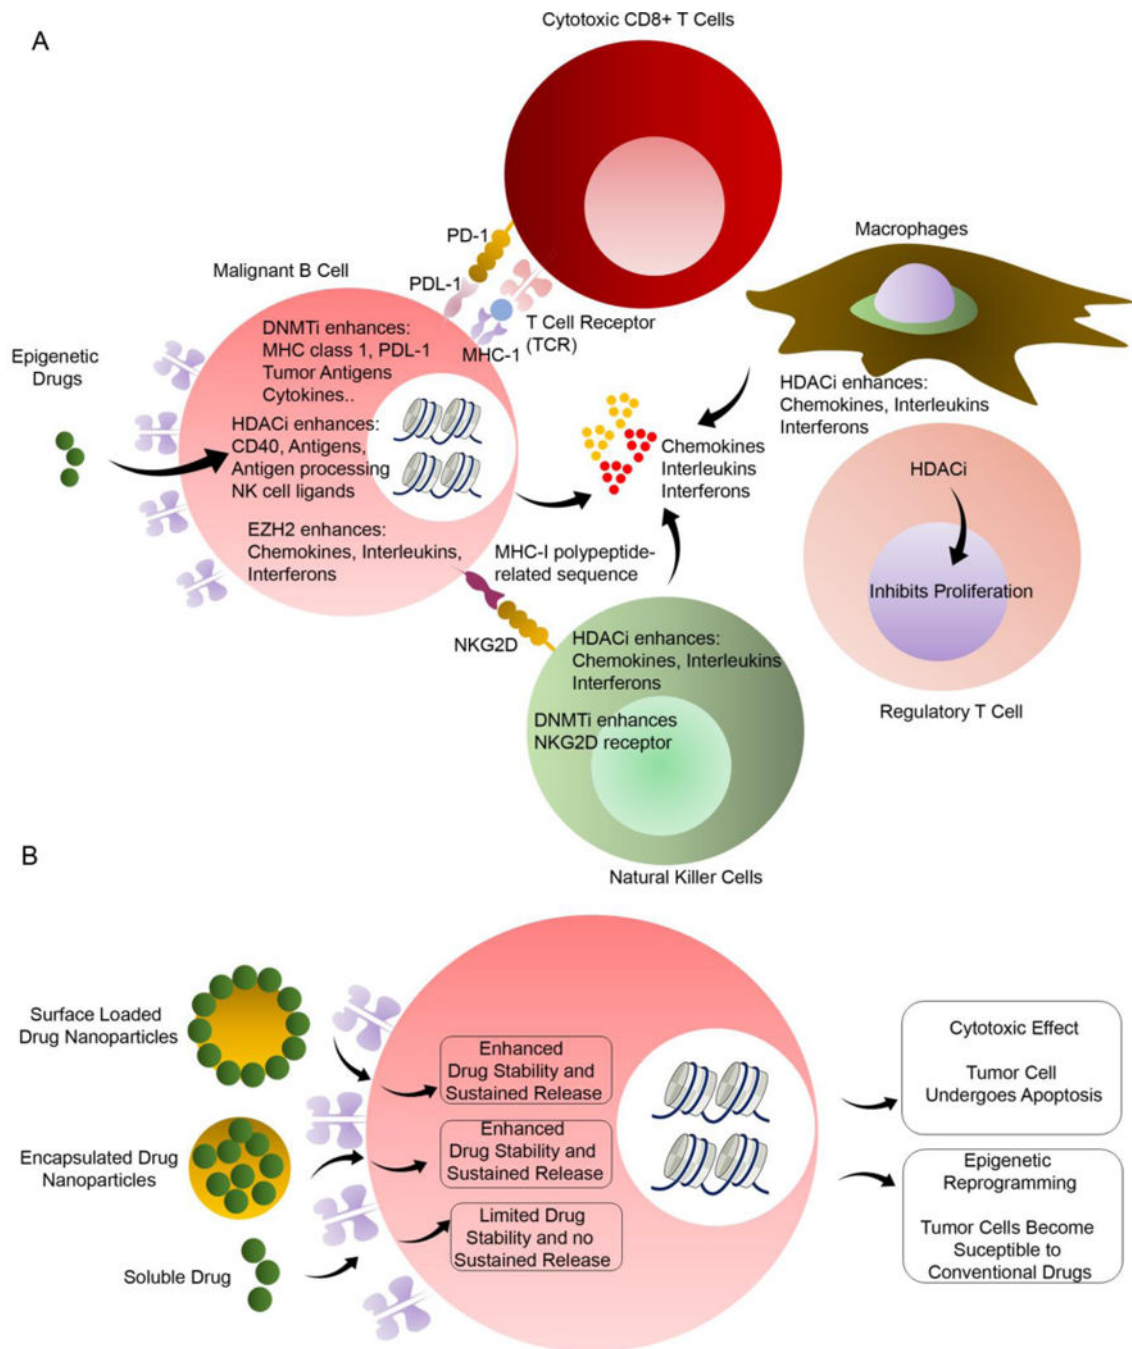 A
Cytotoxic CD8+ T Cells
PD-1
PDL-1
MHC-1
T Cell Receptor
(TCR)
Macrophages
Malignant B Cell
Epigenetic
Drugs
DNMTi enhances:
MHC class 1, PDL-1
Tumor Antigens
Cytokines..
HDACi enhances:
CD40, Antigens,
Antigen processing
NK cell ligands
EZH2 enhances:
Chemokines, Interleukins,
Interferons
Chemokines
Interleukins
Interferons
HDACi enhances:
Chemokines, Interleukins
Interferons
HDACi
Inhibits Proliferation
Regulatory T Cell
MHC-I polypeptide-
related sequence
NKG2D
HDACi enhances:
Chemokines, Interleukins
Interferons
DNMTi enhances
NKG2D receptor
Natural Killer Cells
B
Surface Loaded
Drug Nanoparticles
Encapsulated Drug
Nanoparticles
Soluble Drug
Enhanced
Drug Stability and
Sustained Release
Enhanced
Drug Stability and
Sustained Release
Limited Drug
Stability and no
Sustained Release
Cytotoxic Effect
Tumor Cell
Undergoes Apoptosis
Epigenetic
Reprogramming
Tumor Cells Become
Suceptible to
Conventional Drugs